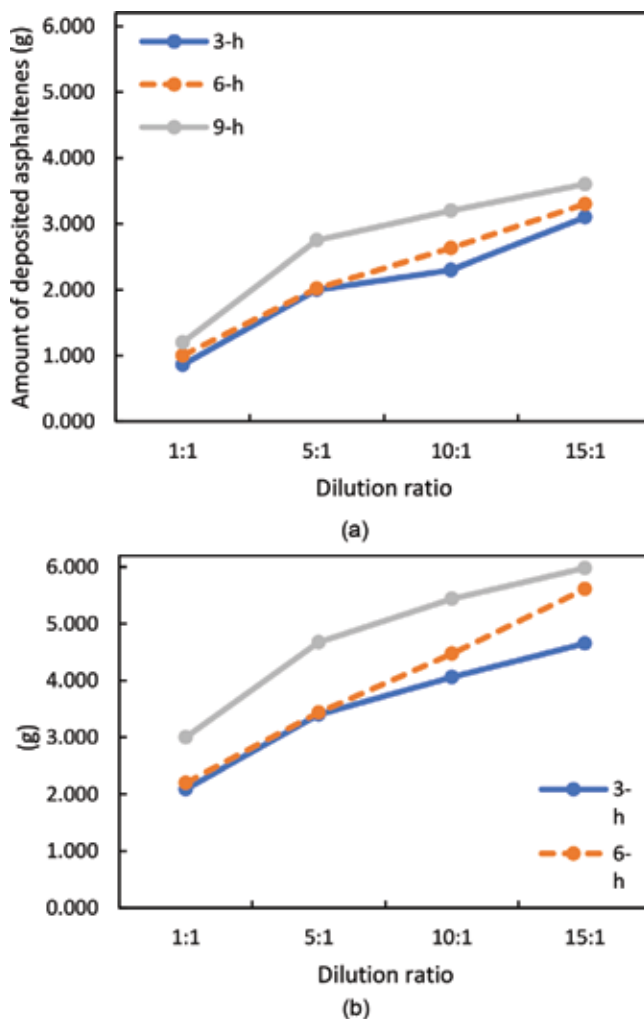 Amount of deposited asphaltenes (g)
6.000
5.000
4.000
3.000
2.000
1.000
0.000
3-h
6-h
9-h
1:1 5:1 10:1 15:1
Dilution ratio
(a)
(g)
6.000
5.000
4.000
3.000
2.000
1.000
0.000
3-
h
6-
h
1:1 5:1 10:1 15:1
Dilution ratio
(b)